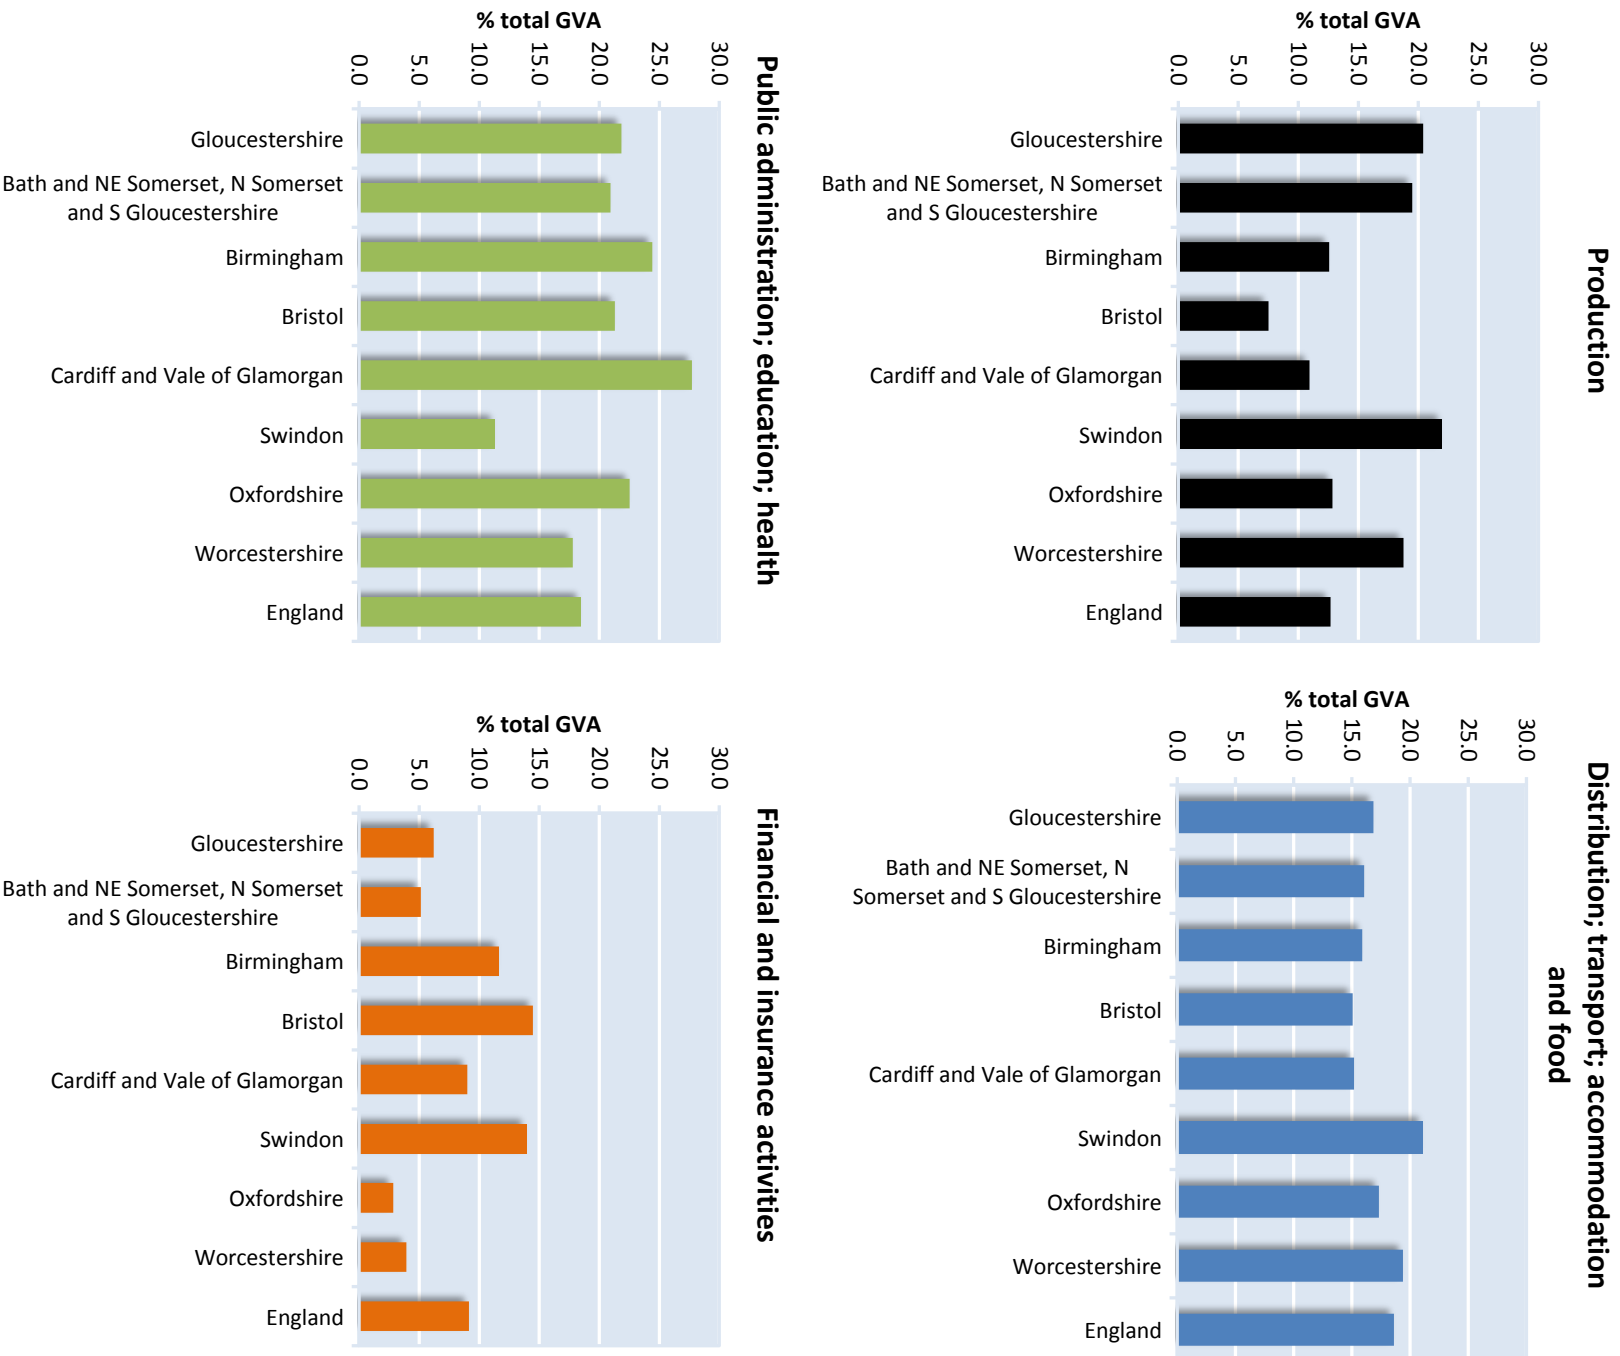 Production
% total GVA
30.0
25.0
20.0
15.0
10.0
5.0
0.0
Gloucestershire
Bath and NE Somerset, N Somerset
and S Gloucestershire
Birmingham
Bristol
Cardiff and Vale of Glamorgan
Swindon
Oxfordshire
Worcestershire
England
Distribution; transport; accommodation
and food
% total GVA
30.0
25.0
20.0
15.0
10.0
5.0
0.0
Gloucestershire
Bath and NE Somerset, N
Somerset and S Gloucestershire
Birmingham
Bristol
Cardiff and Vale of Glamorgan
Swindon
Oxfordshire
Worcestershire
England
Public administration; education; health
% total GVA
30.0
25.0
20.0
15.0
10.0
5.0
0.0
Gloucestershire
Bath and NE Somerset, N Somerset
and S Gloucestershire
Birmingham
Bristol
Cardiff and Vale of Glamorgan
Swindon
Oxfordshire
Worcestershire
England
Financial and insurance activities
% total GVA
30.0
25.0
20.0
15.0
10.0
5.0
0.0
Gloucestershire
Bath and NE Somerset, N Somerset
and S Gloucestershire
Birmingham
Bristol
Cardiff and Vale of Glamorgan
Swindon
Oxfordshire
Worcestershire
England